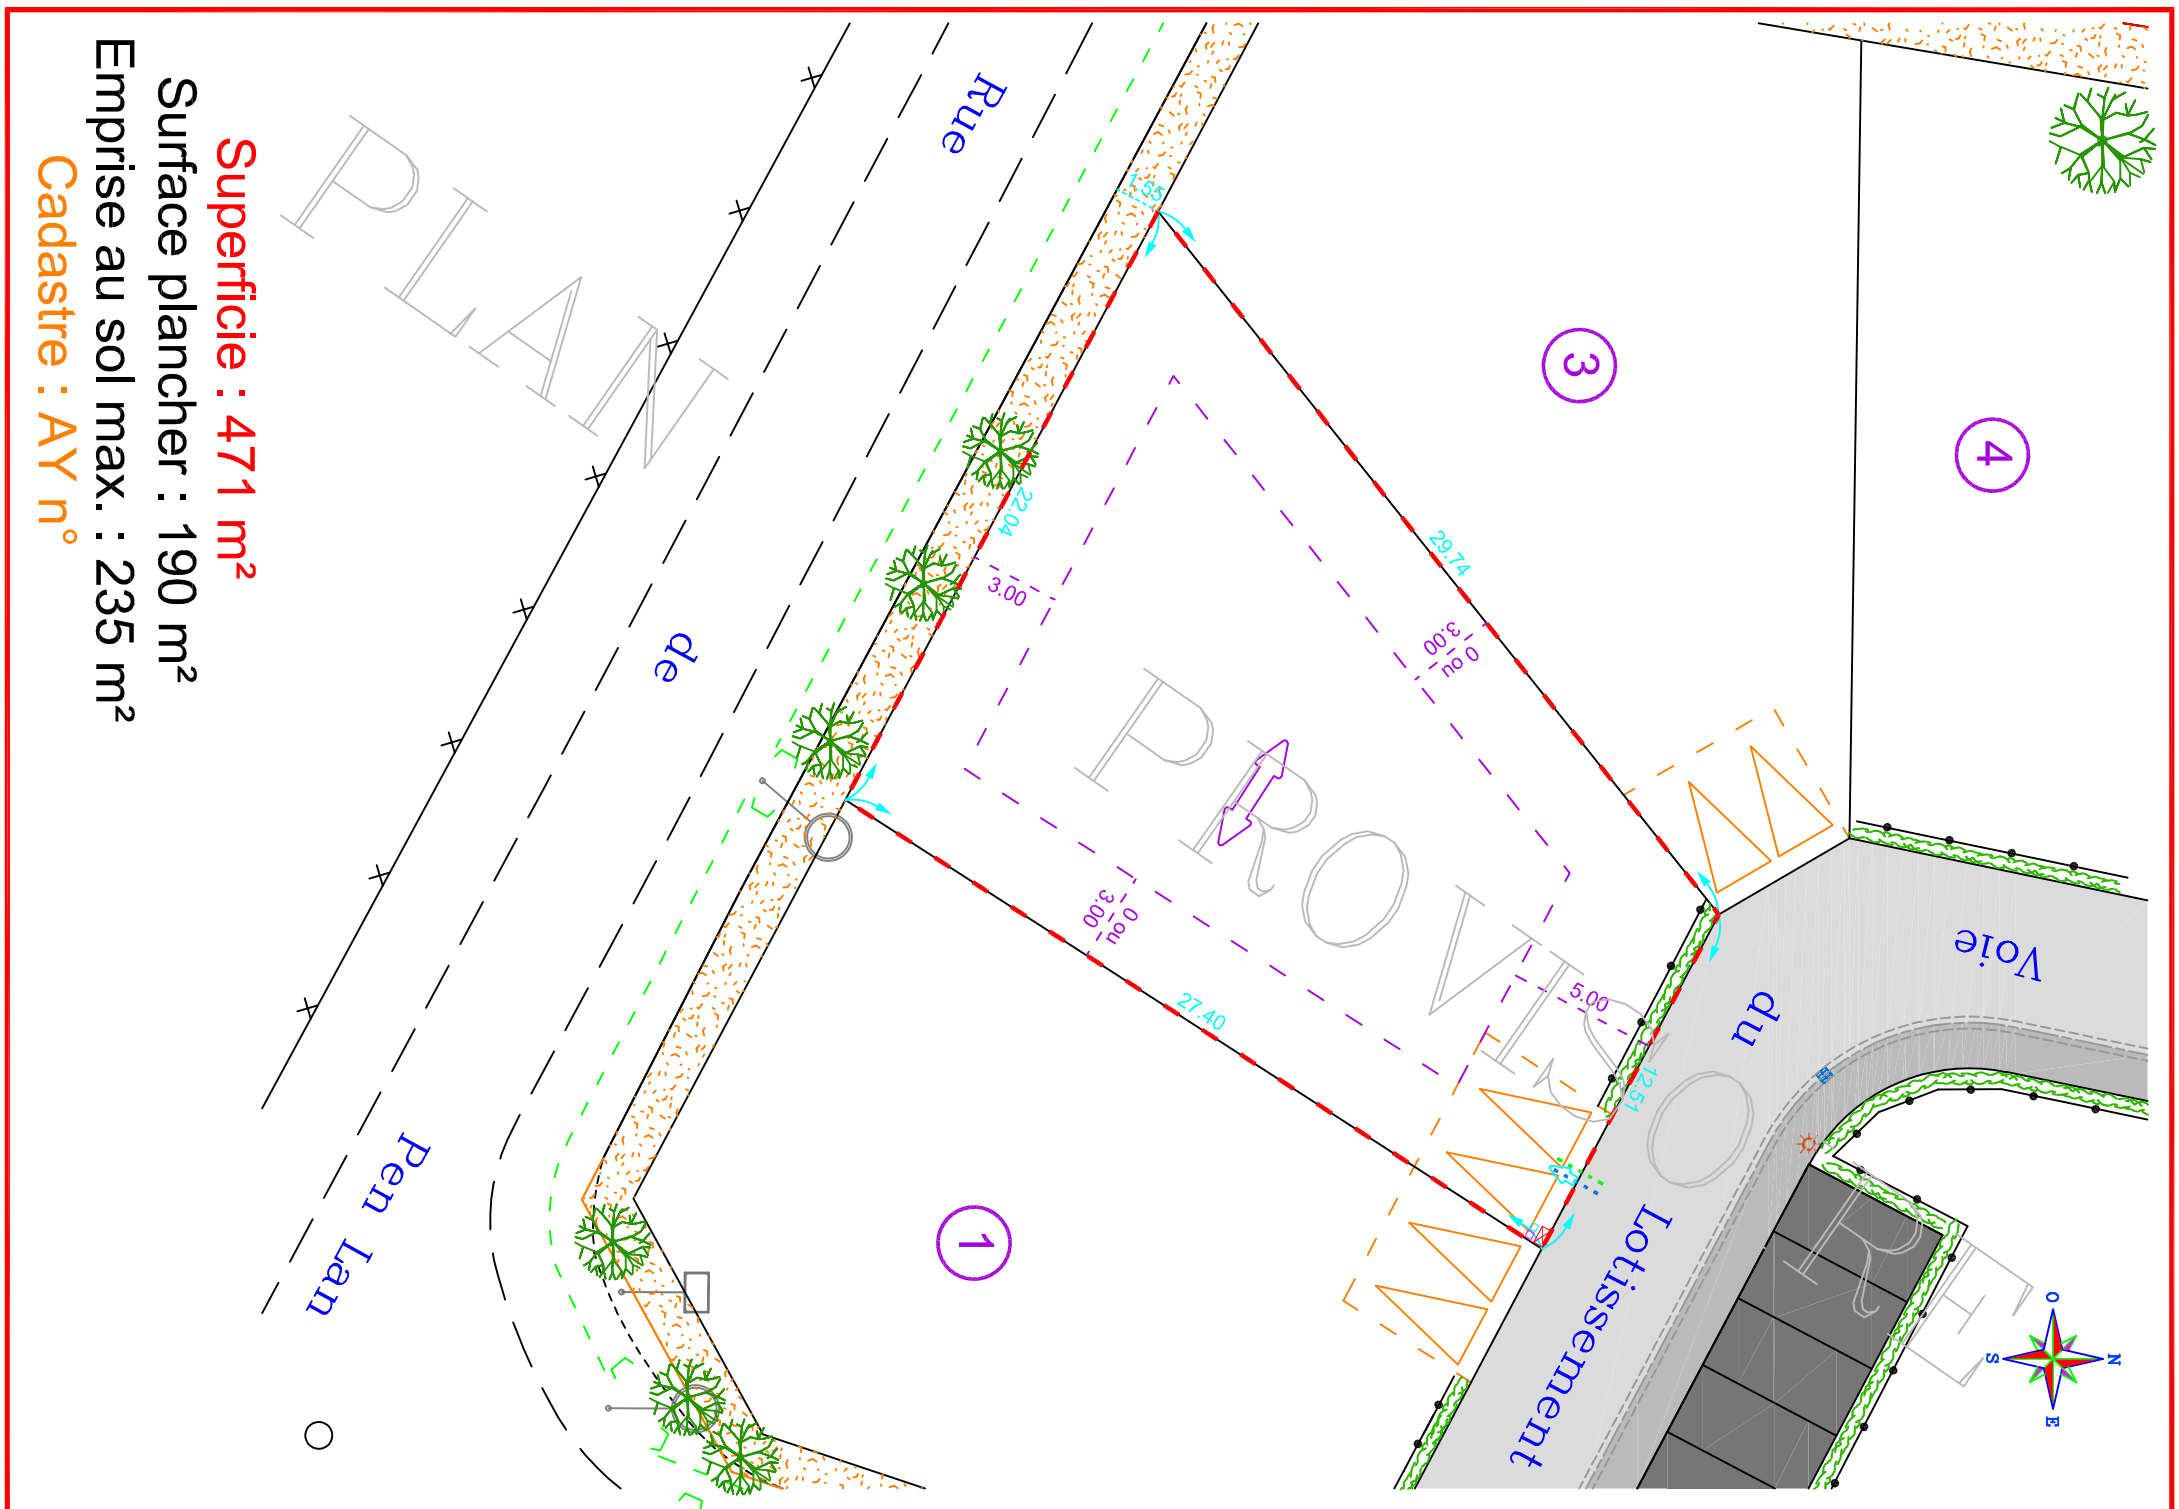 Superficie : 471 m²
Surface plancher : 190 m²
Emprise au sol max. : 235 m²
Cadastre : AY n°
PLAN
PROVISOIRE
Rue
de
Pen Lan
Voie
du
Lotissement
3
4
1
1.55
22.04
29.74
27.40
12.51
3.00
0 ou
3.00
0 ou
3.00
5.00
N
O
S
E